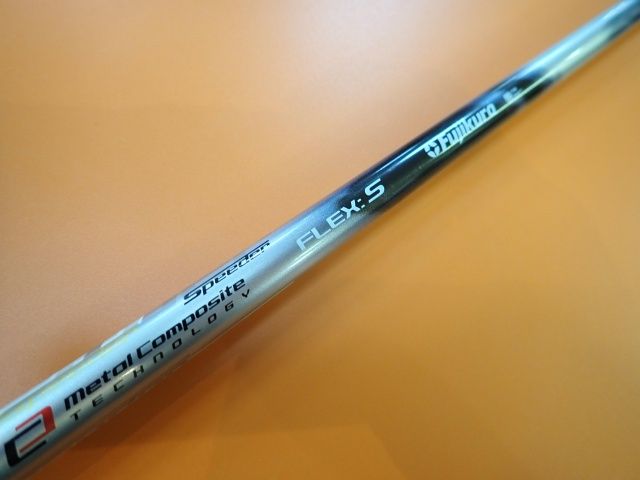 Speeder
metal Composite
TECHNOLOGY
FLEX: S
Fujikura